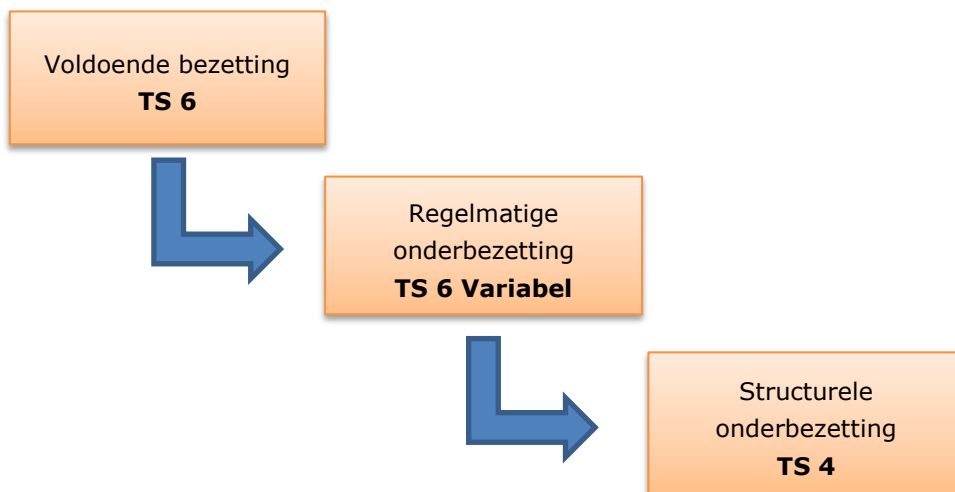 Voldoende bezetting
TS 6
Regelmatige
onderbezetting
TS 6 Variabel
Structurele
onderbezetting
TS 4